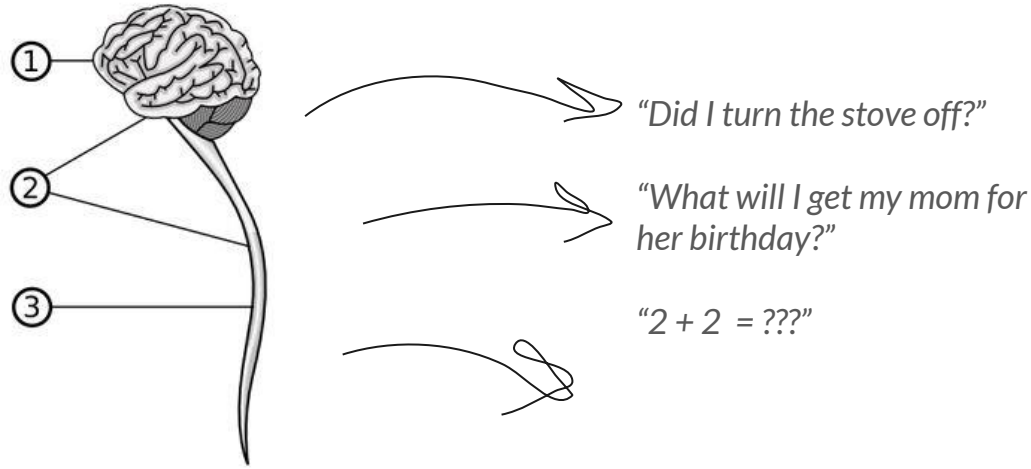 1
2
3
“Did I turn the stove off?”
“What will I get my mom for
her birthday?”
“2 + 2 = ???”